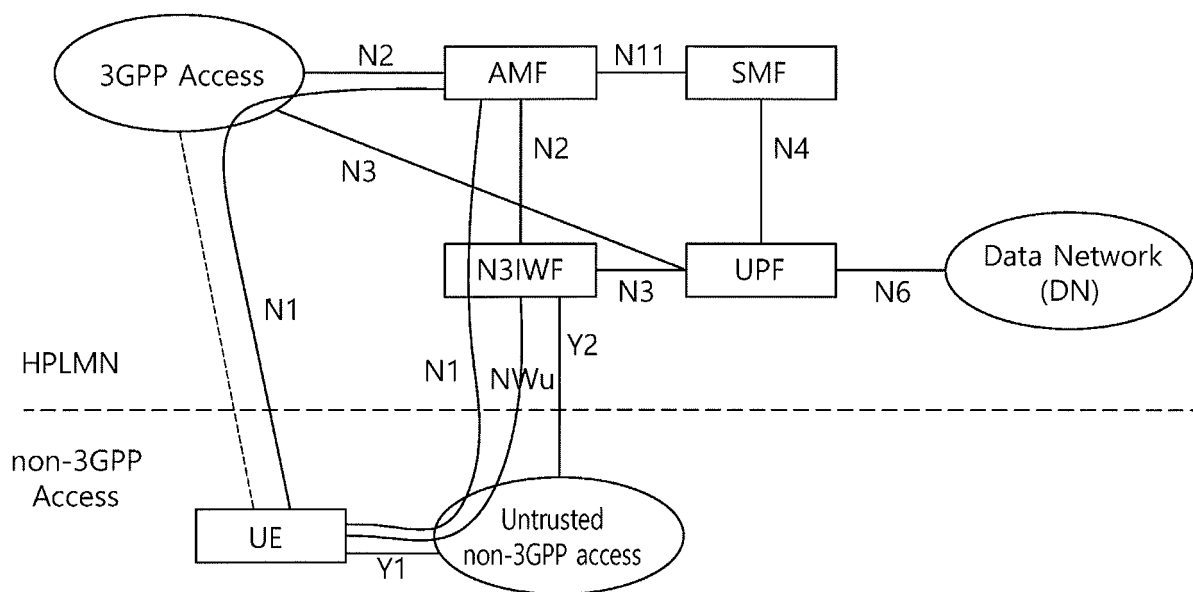 3GPP Access
N2
AMF
N11
SMF
N2
N4
N3
N3IWF
N3
UPF
N6
Data Network
(DN)
N1
HPLMN
N1
NWu
Y2
non-3GPP
Access
UE
Y1
Untrusted
non-3GPP access